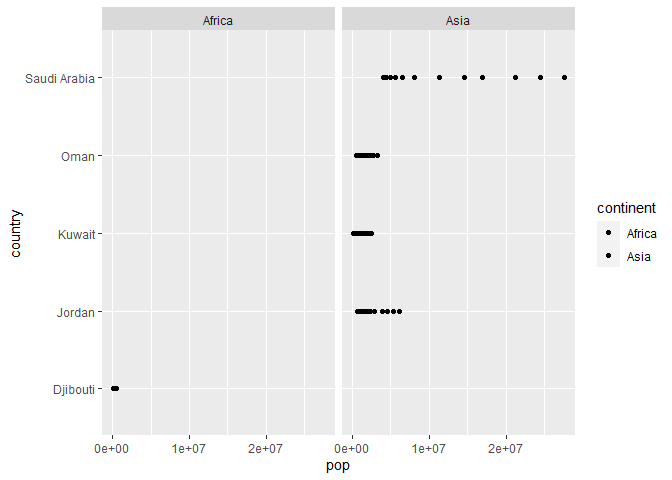 Africa
Asia
Saudi Arabia
Oman
Kuwait
Jordan
Djibouti
country
0e+00 1e+07 2e+07
0e+00 1e+07 2e+07
pop
continent
Africa
Asia